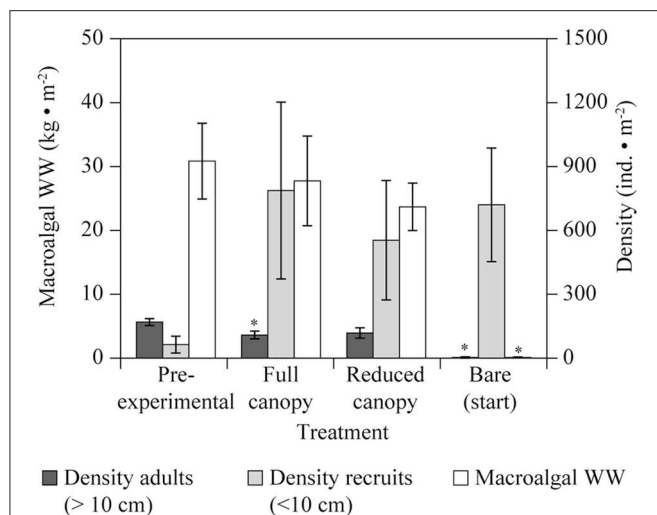 Macroalgal WW (kg • m-2)
50
40
30
20
10
0
Density (ind. • m-2)
1500
1200
900
600
300
0
*
*
*
Pre-
experimental
Full
canopy
Reduced
canopy
Bare
(start)
Treatment
Density adults
(> 10 cm)
Density recruits
(<10 cm)
Macroalgal WW